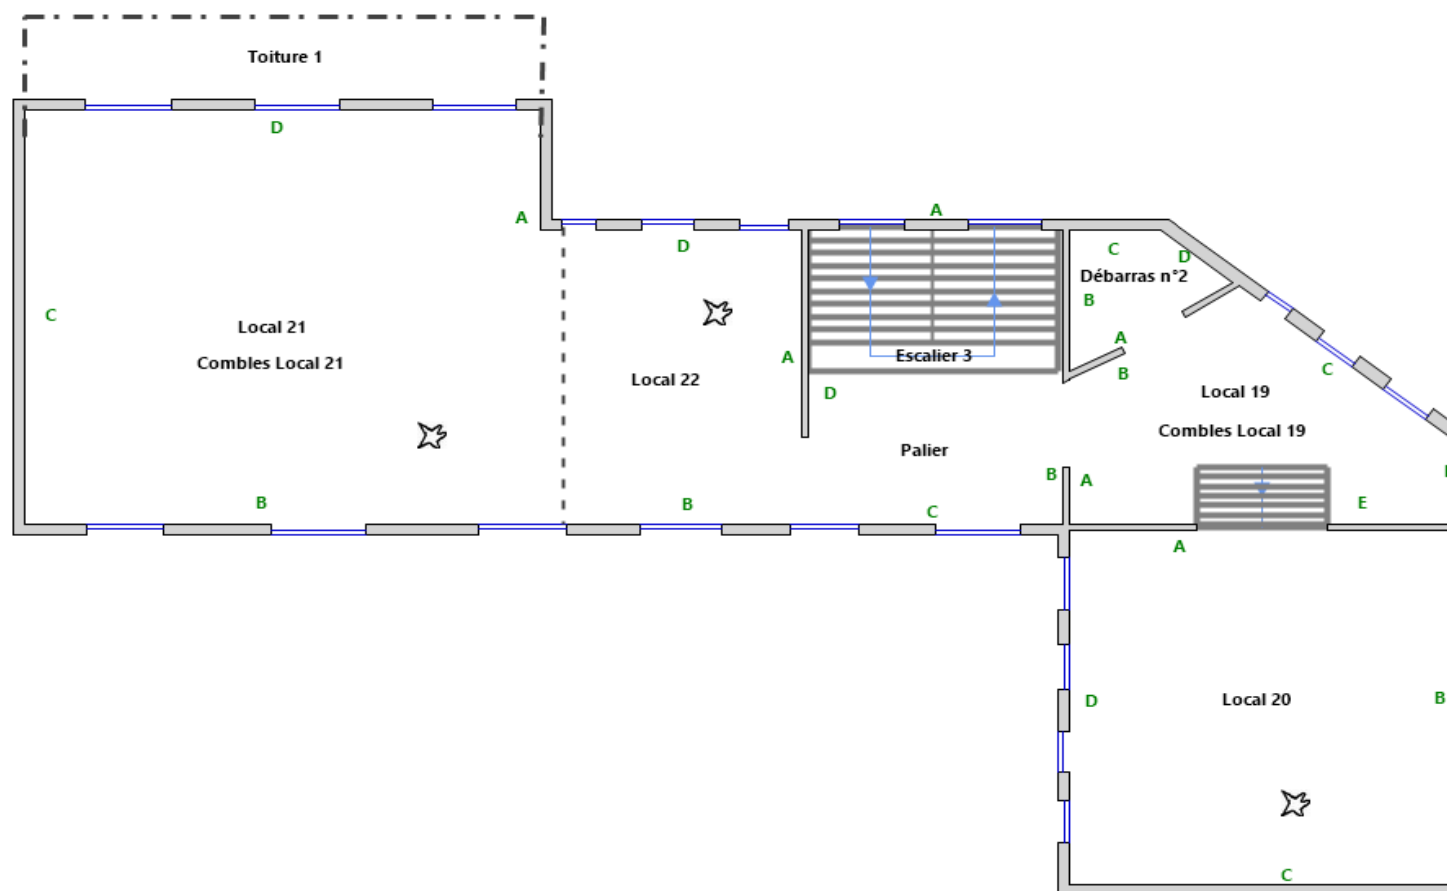 Toiture 1
D
A
A
D
C
D
Débarras n°2
B
C
Local 21
Combles Local 21
Local 22
A
Escalier 3
A
B
C
D
Local 19
Combles Local 19
Palier
B
A
B
B
C
E
A
D
Local 20
B
C